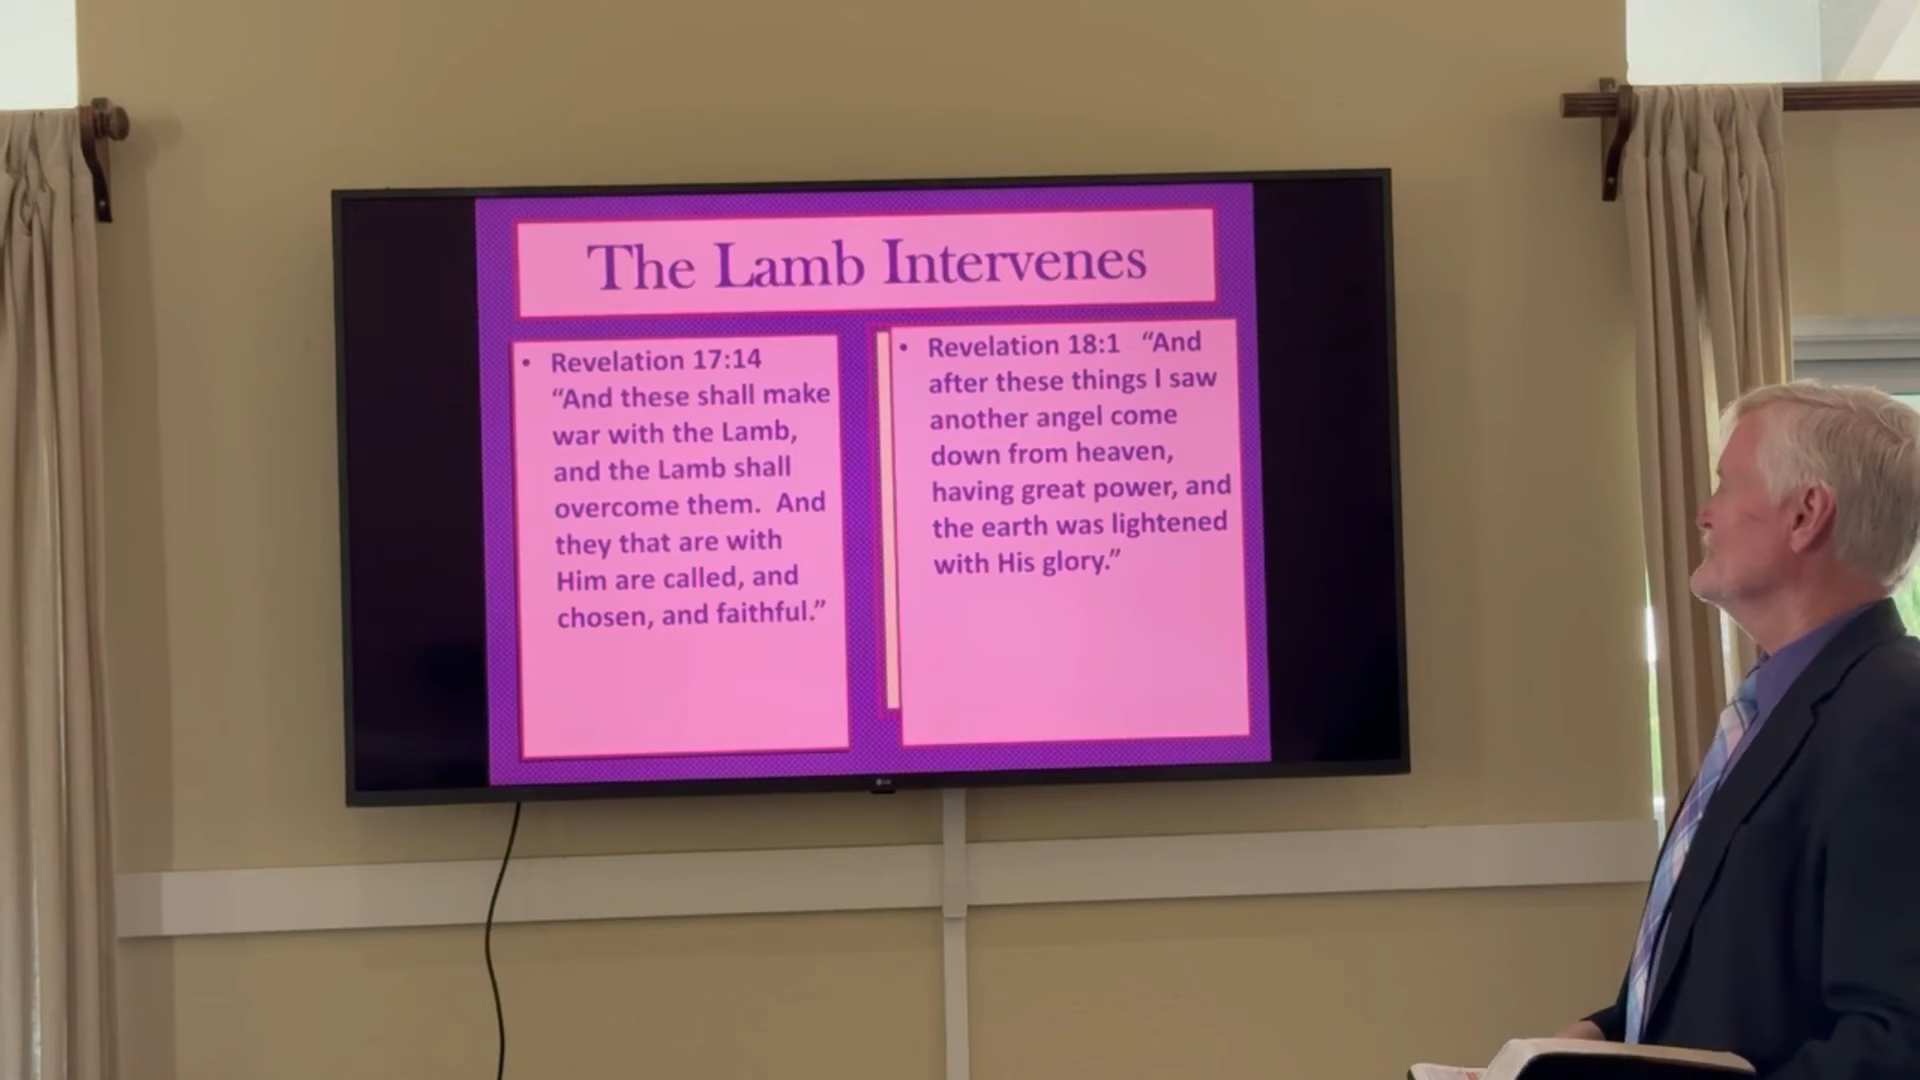 The Lamb Intervenes
• Revelation 17:14
“And these shall make
war with the Lamb,
and the Lamb shall
overcome them.  And
they that are with
Him are called, and
chosen, and faithful.”
• Revelation 18:1   “And
after these things I saw
another angel come
down from heaven,
having great power, and
the earth was lightened
with His glory.”